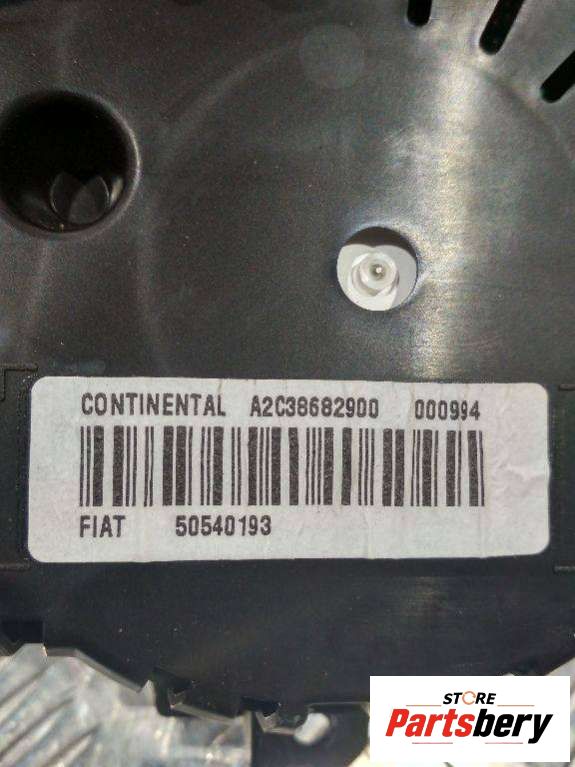 CONTINENTAL A2C38682900 000994
FIAT 50540193
STORE
Partsbery